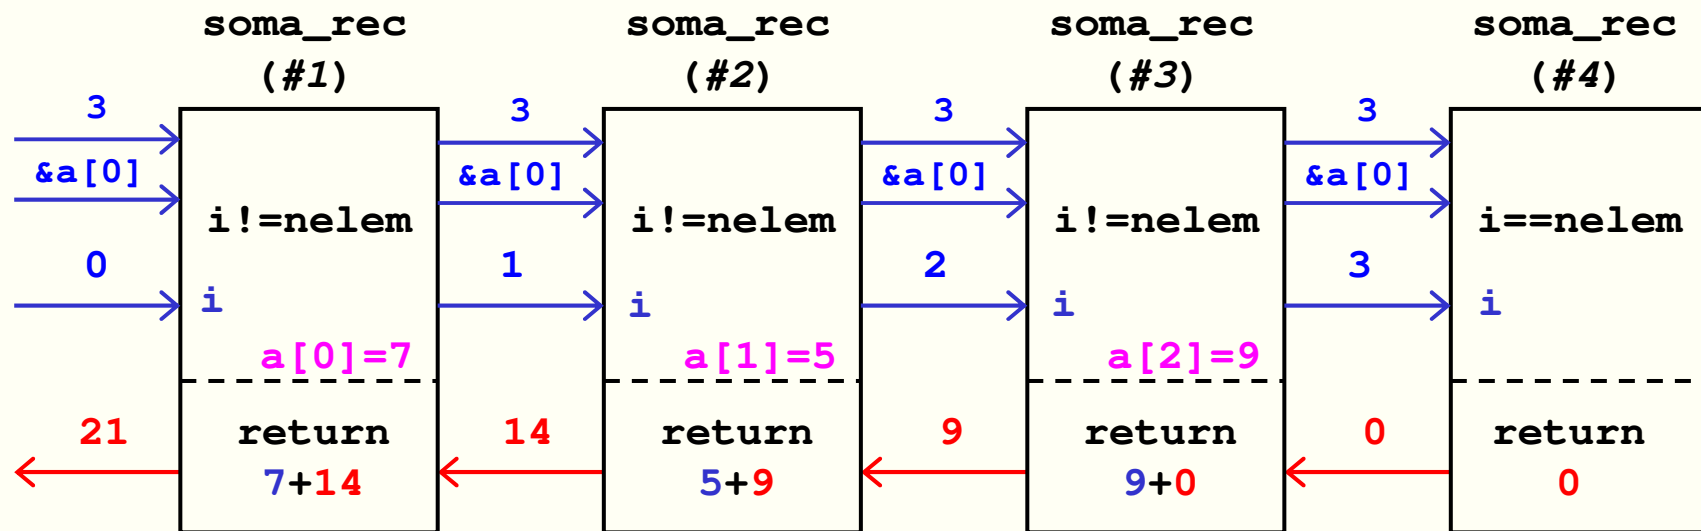 soma_rec soma_rec soma_rec soma_rec
(#1) (#2) (#3) (#4)
3 3 3 3
&a[0] &a[0] &a[0] &a[0]
i!=nelem i!=nelem i!=nelem i==nelem
0 1 2 3
i i i i
a[0]=7 a[1]=5 a[2]=9
21 return 14 return 9 return 0 return
7+14 5+9 9+0 0